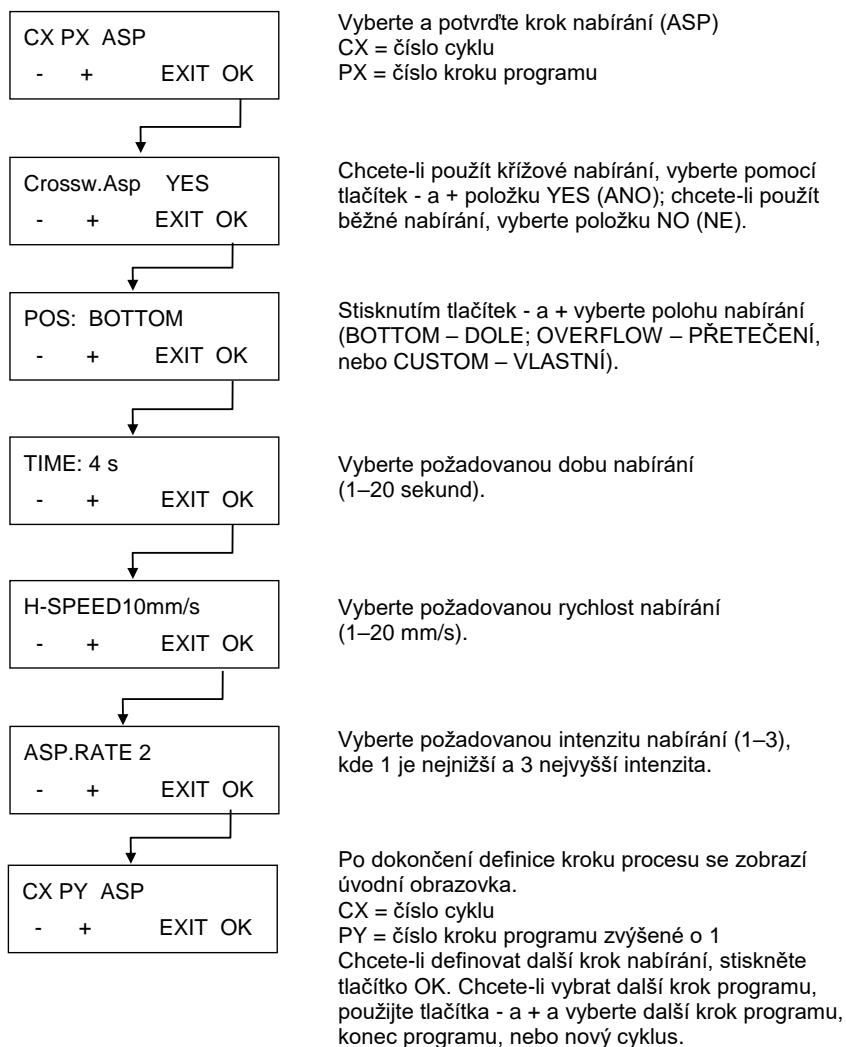 CX PX ASP
- + EXIT OK
Vyberte a potvrďte krok nabírání (ASP)
CX = číslo cyklu
PX = číslo kroku programu
Crossw.Asp YES
- + EXIT OK
Chcete-li použít křížové nabírání, vyberte pomocí
tlačítek - a + položku YES (ANO); chcete-li použít
běžné nabírání, vyberte položku NO (NE).
POS: BOTTOM
- + EXIT OK
Stisknutím tlačítek - a + vyberte polohu nabírání
(BOTTOM – DOLE; OVERFLOW – PŘETEČENÍ,
nebo CUSTOM – VLASTNÍ).
TIME: 4 s
- + EXIT OK
Vyberte požadovanou dobu nabírání
(1–20 sekund).
H-SPEED10mm/s
- + EXIT OK
Vyberte požadovanou rychlost nabírání
(1–20 mm/s).
ASP.RATE 2
- + EXIT OK
Vyberte požadovanou intenzitu nabírání (1–3),
kde 1 je nejnižší a 3 nejvyšší intenzita.
CX PY ASP
- + EXIT OK
Po dokončení definice kroku procesu se zobrazí
úvodní obrazovka.
CX = číslo cyklu
PY = číslo kroku programu zvýšené o 1
Chcete-li definovat další krok nabírání, stiskněte
tlačítko OK. Chcete-li vybrat další krok programu,
použijte tlačítka - a + a vyberte další krok programu,
konec programu, nebo nový cyklus.